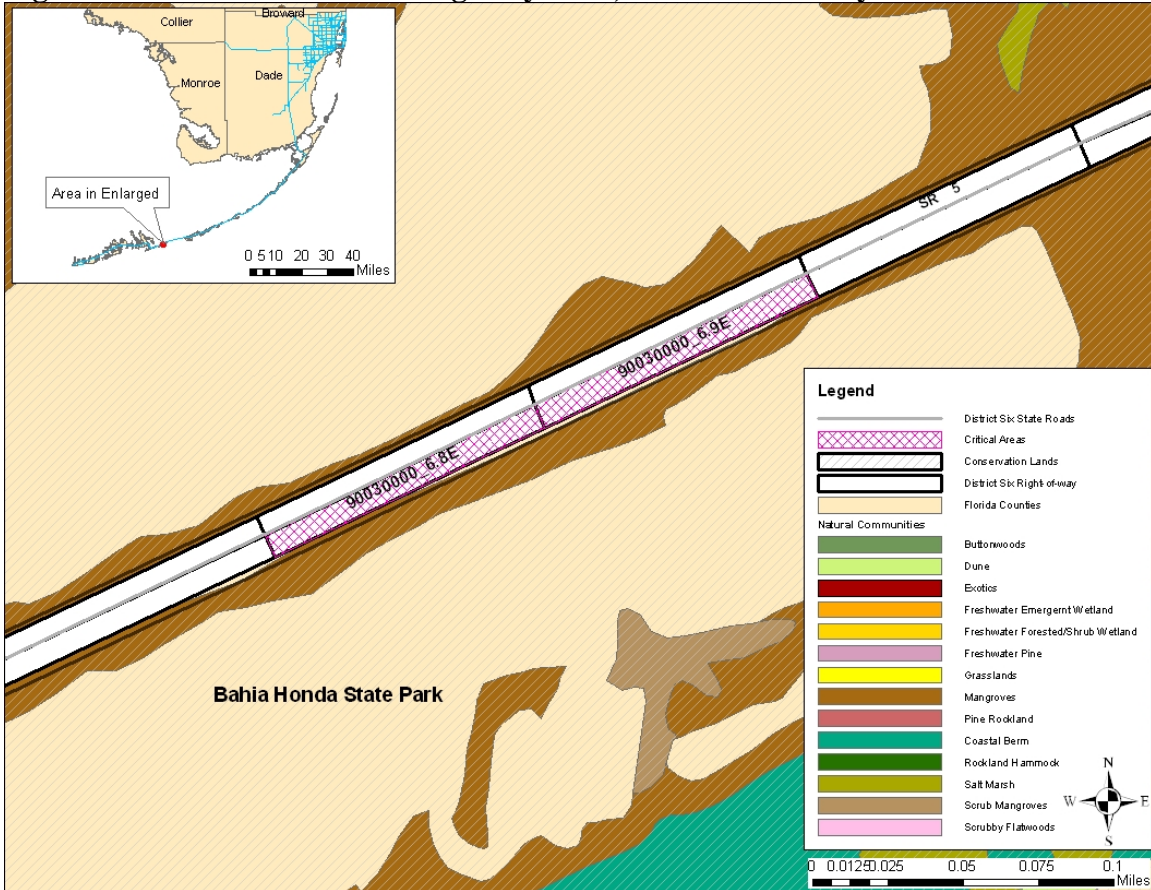 Collier
Broward
Monroe
Dade
Area in Enlarged
0 5 10 20 30 40
Miles
SR 5
90030000_6.9E
90030000_6.8E
Bahia Honda State Park
Legend
District Six State Roads
Critical Areas
Conservation Lands
District Six Right-of-way
Florida Counties
Natural Communities
Buttonwoods
Dune
Exotics
Freshwater Emergernt Wetland
Freshwater Forested/Shrub Wetland
Freshwater Pine
Grasslands
Mangroves
Pine Rockland
Coastal Berm
Rockland Hammock
Salt Marsh
Scrub Mangroves
Scrubby Flatwoods
N
W E
S
0 0.0125 0.025 0.05 0.075 0.1
Miles